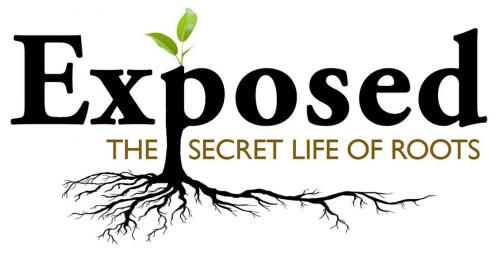 Exposed
THE SECRET LIFE OF ROOTS